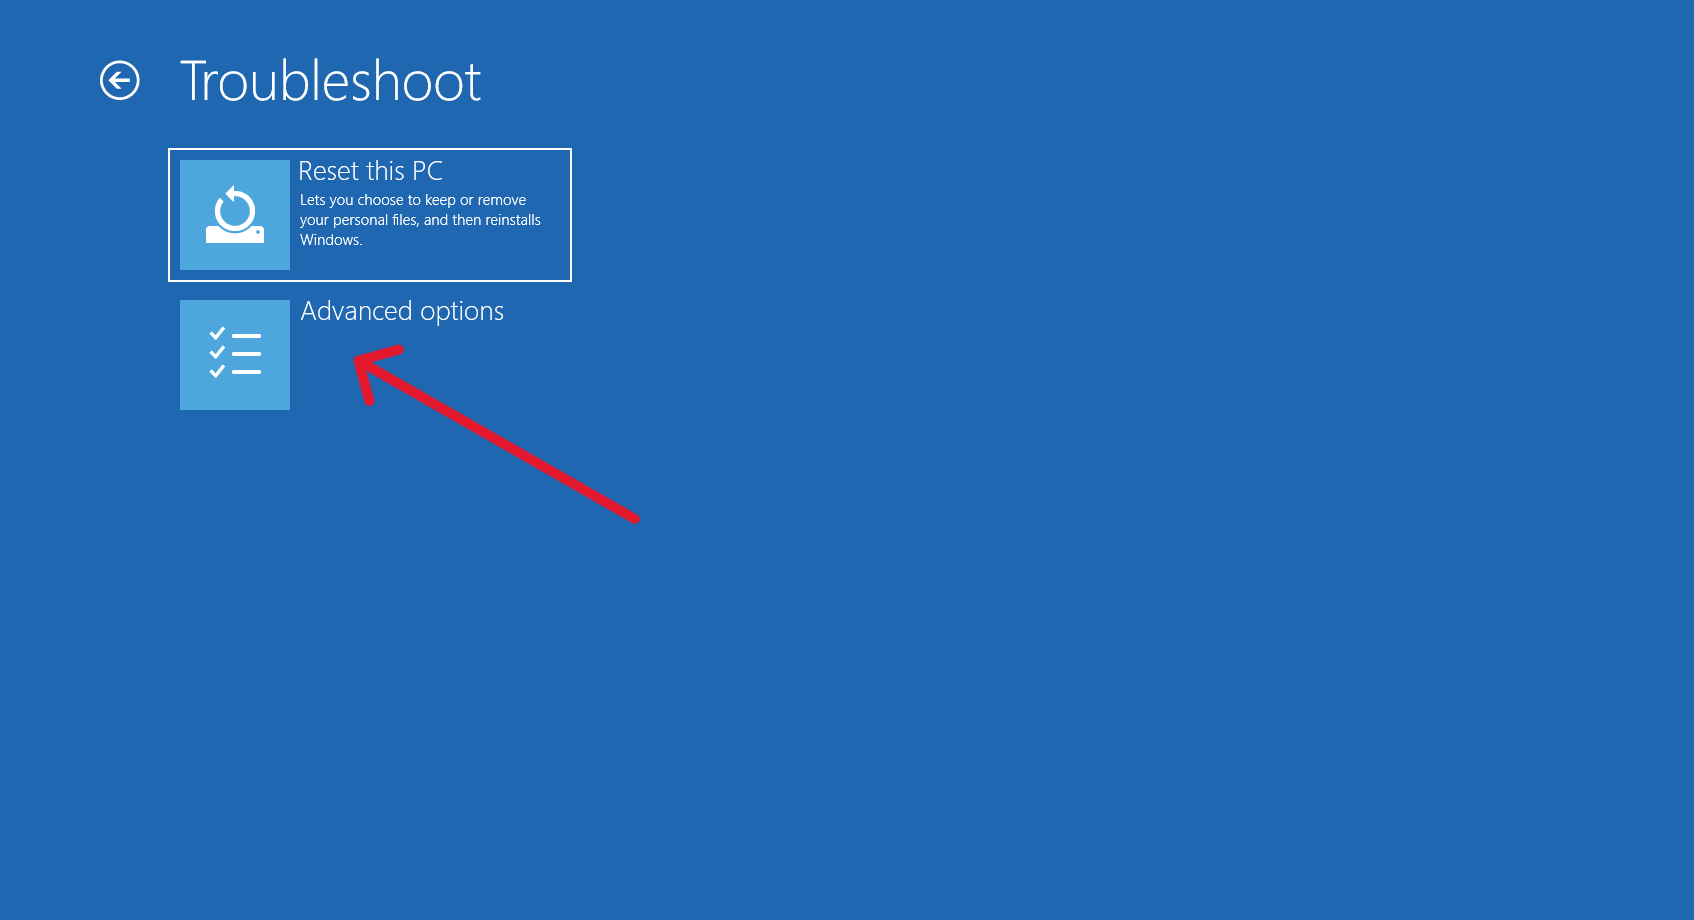 Troubleshoot
Reset this PC
Lets you choose to keep or remove
your personal files, and then reinstalls
Windows.
Advanced options